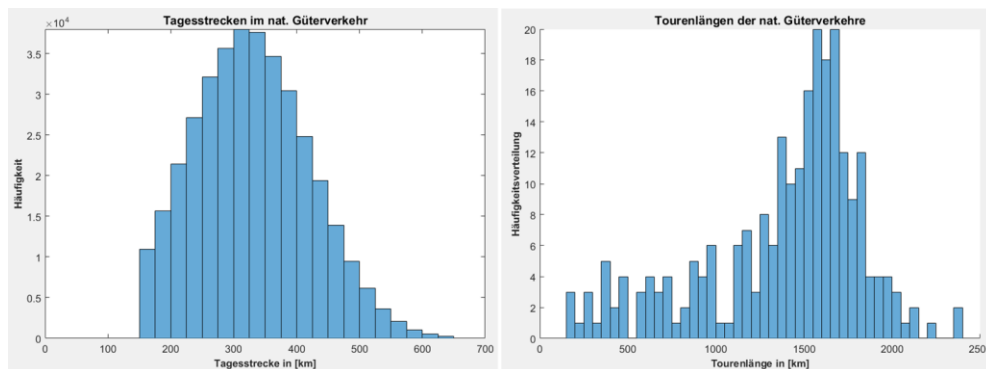 Tagesstrecken im nat. Güterverkehr
×10⁴
3.5
3
2.5
2
1.5
1
0.5
0
0 100 200 300 400 500 600 700
Häufigkeit
Tagesstrecke in [km]
Tourenlängen der nat. Güterverkehre
20
18
16
14
12
10
8
6
4
2
0
0 500 1000 1500 2000 250
Häufigkeitsverteilung
Tourenlänge in [km]